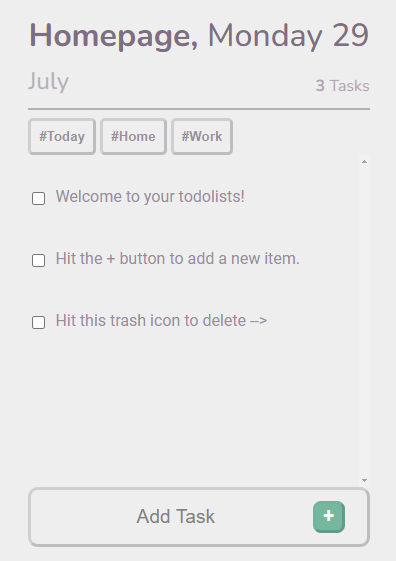 Homepage, Monday 29
July
3 Tasks
#Today #Home #Work
Welcome to your todolists!
Hit the + button to add a new item.
Hit this trash icon to delete -->
Add Task +